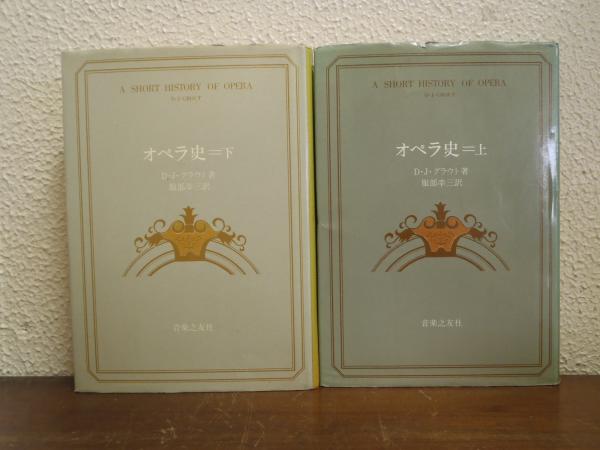 A SHORT HISTORY OF OPERA
D・J・GROUT
オペラ史=下
D・J・グラウト著
服部幸三訳
音楽之友社
A SHORT HISTORY OF OPERA
D・J・GROUT
オペラ史=上
D・J・グラウト著
服部幸三訳
音楽之友社